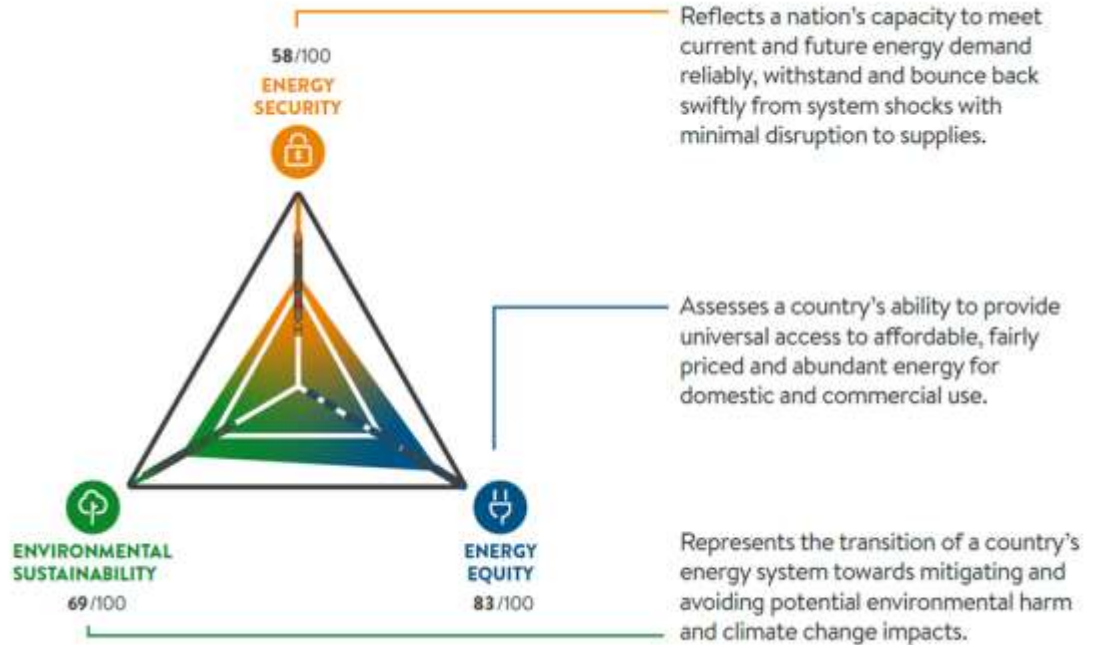 58/100
ENERGY
SECURITY
Reflects a nation's capacity to meet
current and future energy demand
reliably, withstand and bounce back
swiftly from system shocks with
minimal disruption to supplies.
Assesses a country's ability to provide
universal access to affordable, fairly
priced and abundant energy for
domestic and commercial use.
ENVIRONMENTAL
SUSTAINABILITY
69/100
ENERGY
EQUITY
83/100
Represents the transition of a country's
energy system towards mitigating and
avoiding potential environmental harm
and climate change impacts.